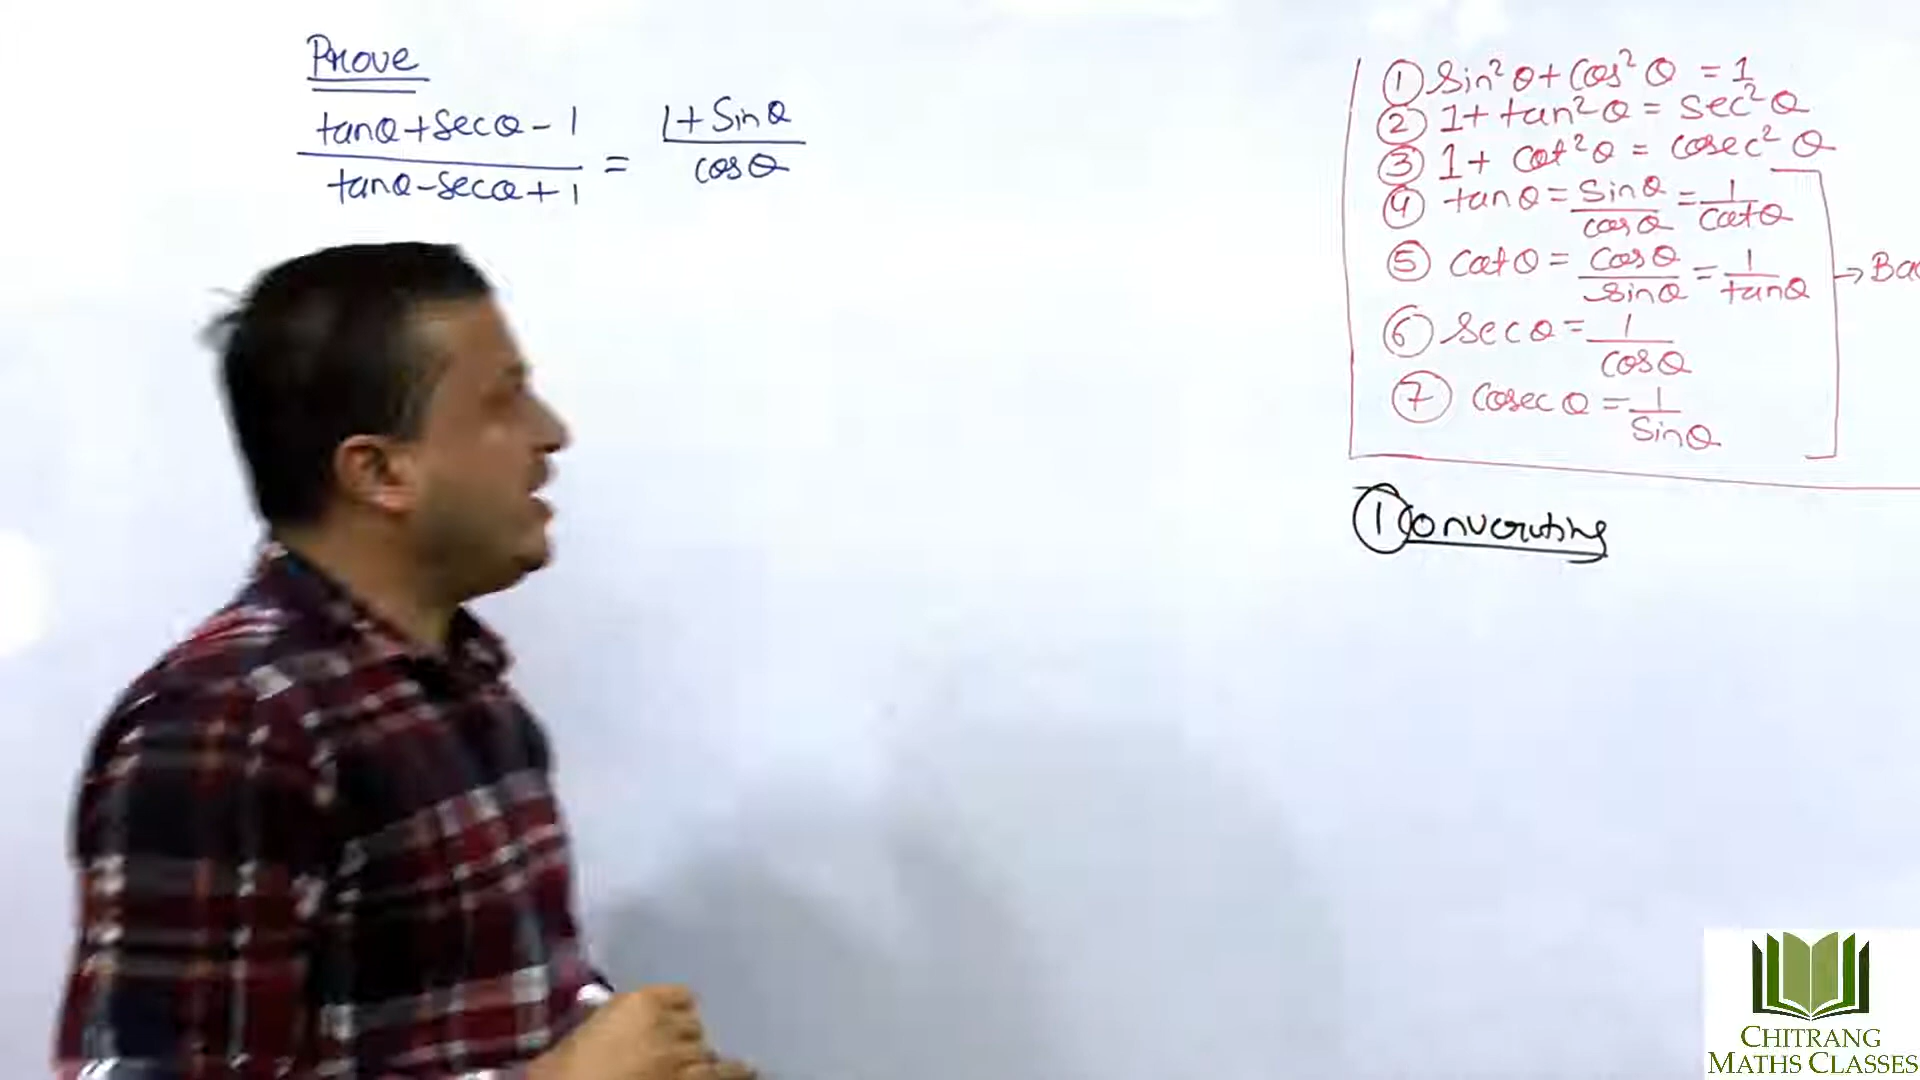 Prove
tanθ+secθ-1 / tanθ-secθ+1 = 1+Sinθ / cosθ
① Sin²θ+Cos²θ = 1
② 1+tan²θ = sec²θ
③ 1+cot²θ = cosec²θ
④ tanθ = Sinθ/cosθ = 1/cotθ
⑤ cotθ = cosθ/sinθ = 1/tanθ
→ Ba
⑥ secθ = 1/cosθ
⑦ cosecθ = 1/Sinθ
① Converting
CHITRANG
MATHS CLASSES